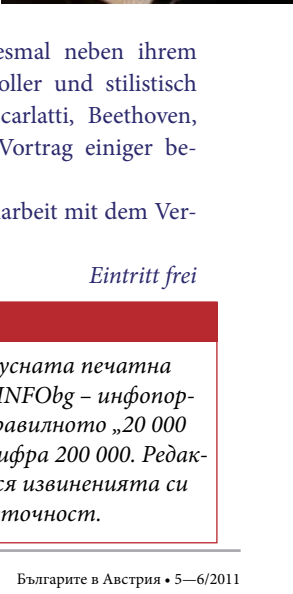 esmal neben ihrem
oller und stilistisch
carlatti, Beethoven,
Vortrag einiger be-
arbeit mit dem Ver-
Eintritt frei
усната печатна
INFObg – инфопор-
равилното „20 000
ифра 200 000. Редак-
ся извиненията си
точност.
Българите в Австрия • 5—6/2011